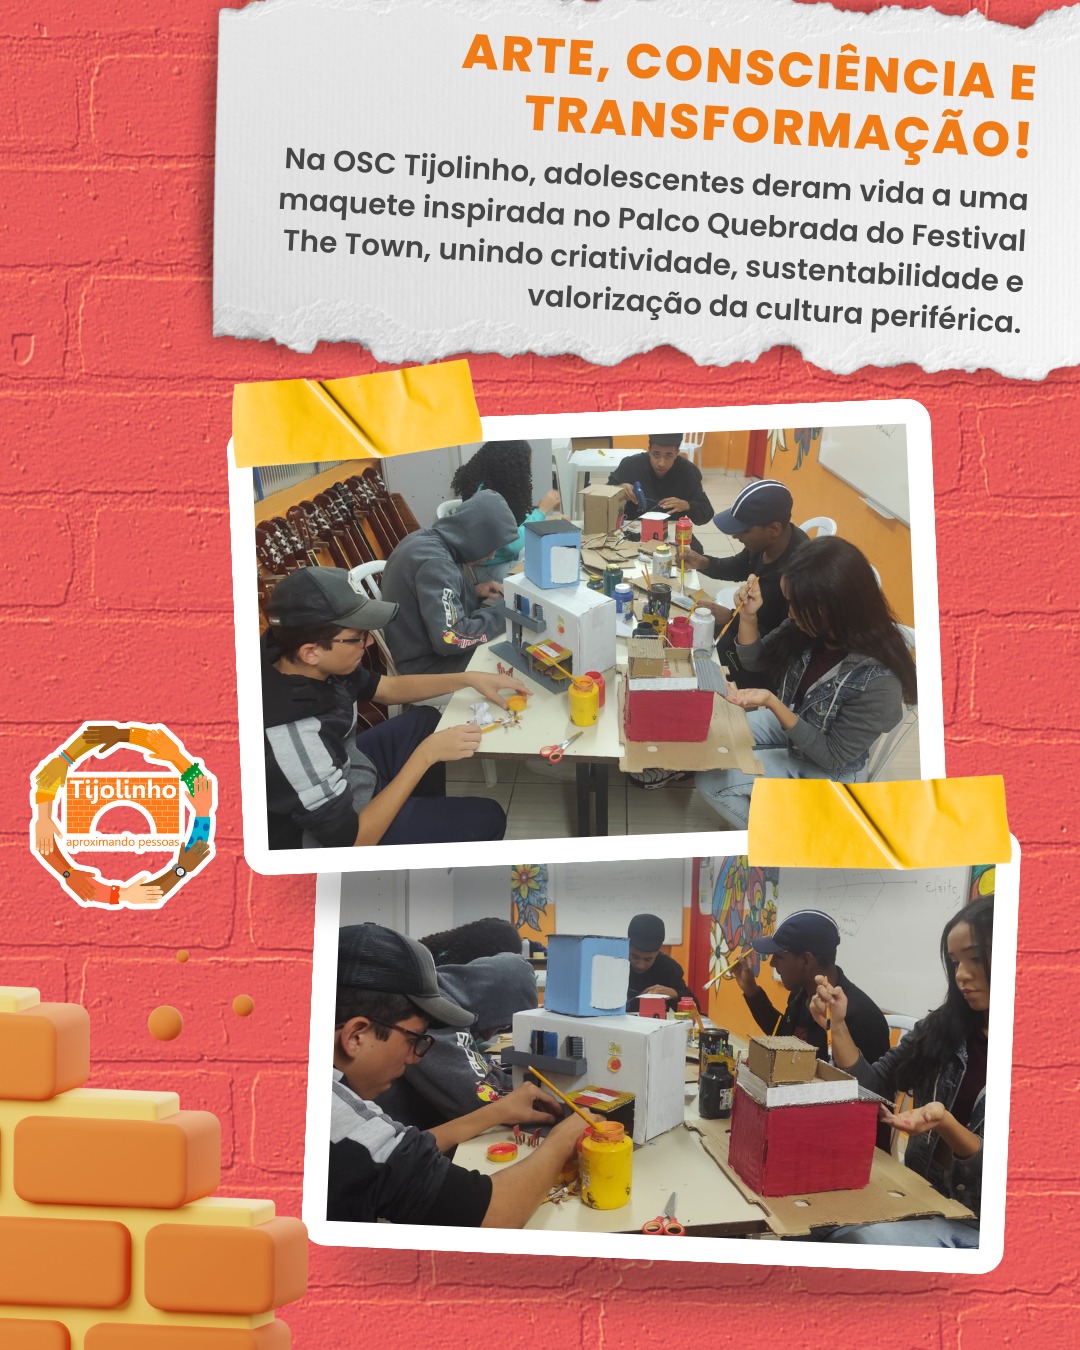 ARTE, CONSCIÊNCIA E
TRANSFORMAÇÃO!
Na OSC Tijolinho, adolescentes deram vida a uma
maquete inspirada no Palco Quebrada do Festival
The Town, unindo criatividade, sustentabilidade e
valorização da cultura periférica.
Tijolinho
aproximando pessoas